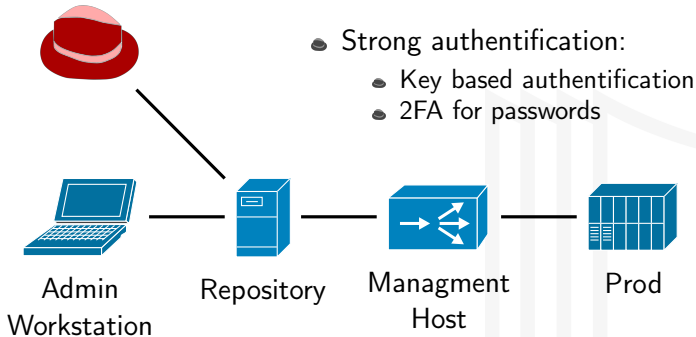 Strong authentification:
Key based authentification
2FA for passwords
Admin
Workstation
Repository
Managment
Host
Prod